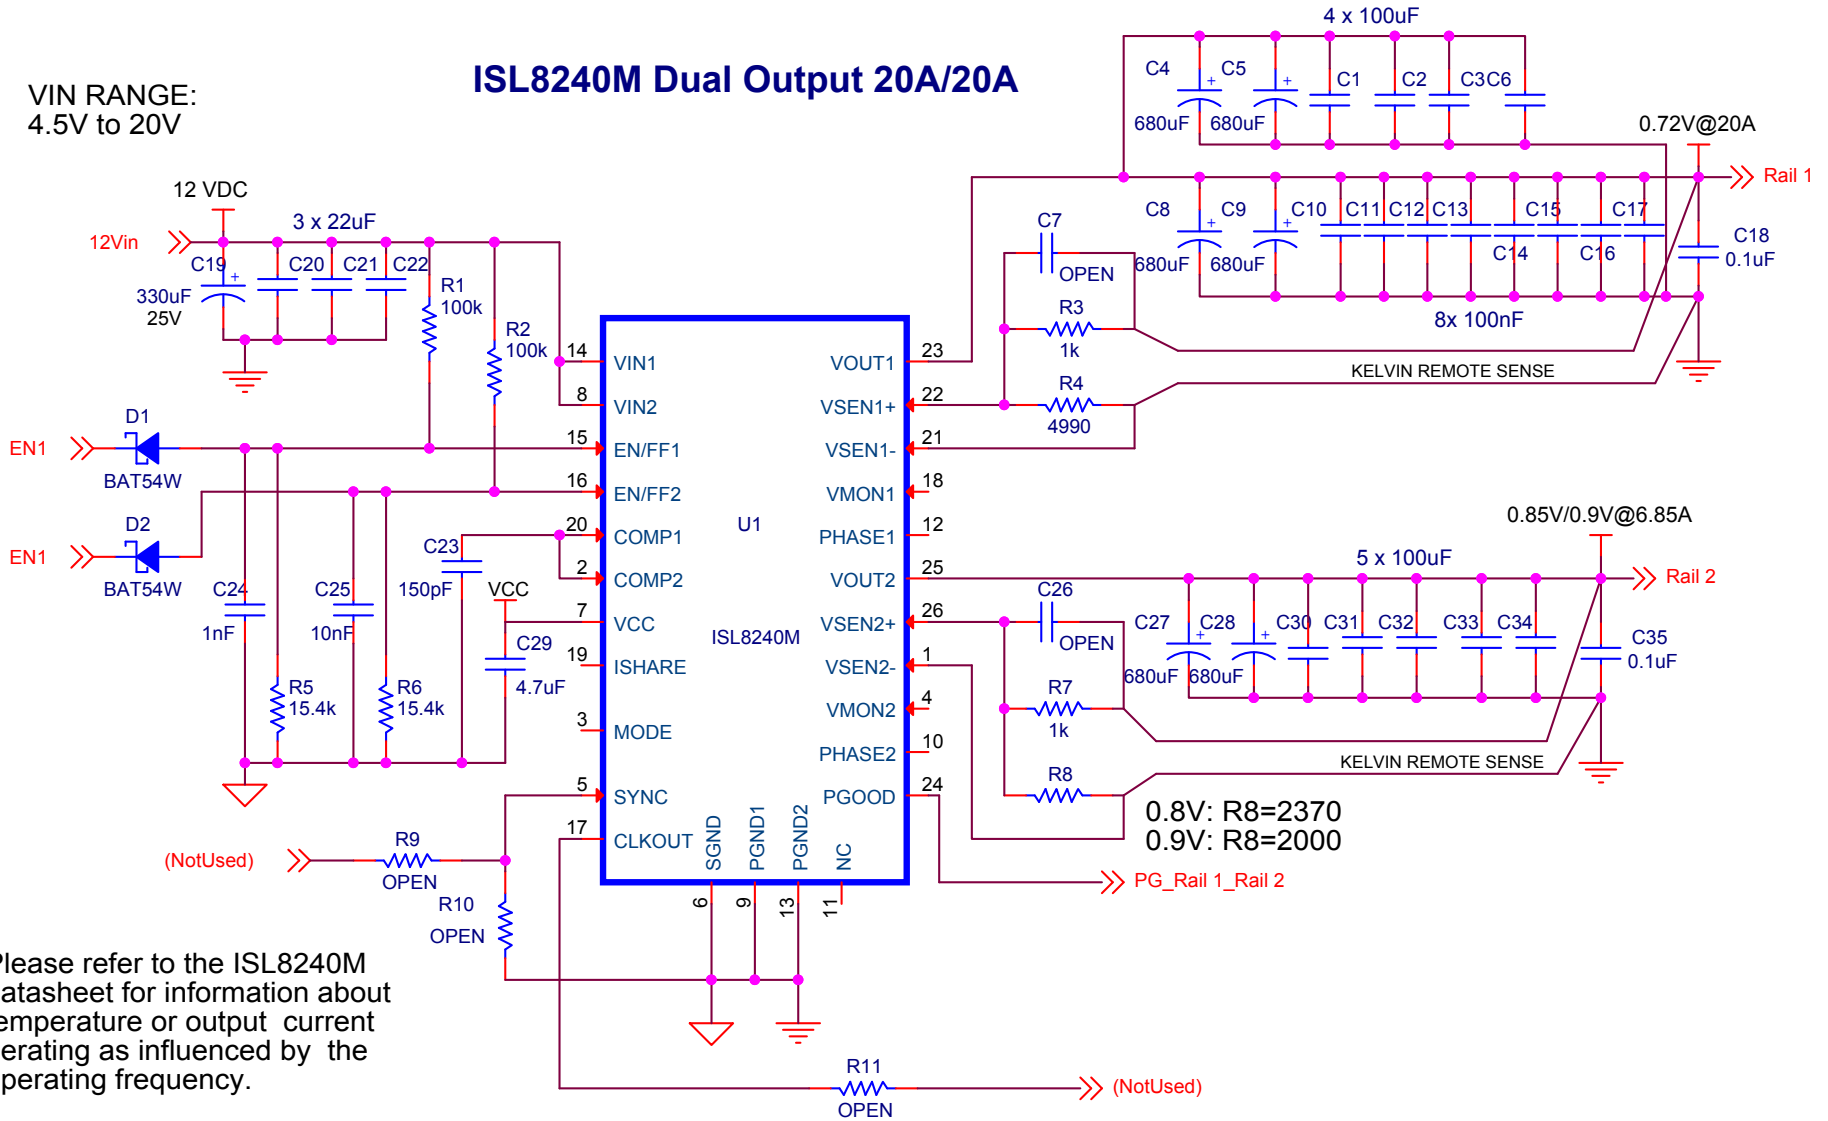 4 x 100uF
ISL8240M Dual Output 20A/20A
VIN RANGE:
4.5V to 20V
C4
+
C5
+
C1
C2
C3
C6
680uF
680uF
0.72V@20A
Rail 1
12 VDC
3 x 22uF
12Vin
C19
+
C20
C21
C22
330uF
25V
R1
100k
R2
100k
C7
OPEN
R3
1k
R4
4990
C8
+
C9
+
C10
C11
C12
C13
C14
C15
C16
C17
680uF
680uF
C18
0.1uF
8x 100nF
KELVIN REMOTE SENSE
14
VIN1
8
VIN2
15
EN/FF1
16
EN/FF2
20
COMP1
2
COMP2
7
VCC
19
ISHARE
3
MODE
5
SYNC
17
CLKOUT
U1
ISL8240M
VOUT1
23
VSEN1+
22
VSEN1-
21
VMON1
18
PHASE1
12
VOUT2
25
VSEN2+
26
VSEN2-
1
VMON2
4
PHASE2
10
PGOOD
24
SGND
PGND1
PGND2
NC
6
9
13
11
EN1
D1
BAT54W
EN1
D2
BAT54W
C23
150pF
VCC
C24
1nF
C25
10nF
C29
4.7uF
R5
15.4k
R6
15.4k
0.85V/0.9V@6.85A
5 x 100uF
Rail 2
C26
OPEN
C27
+
C28
+
C30
C31
C32
C33
C34
680uF
680uF
C35
0.1uF
R7
1k
KELVIN REMOTE SENSE
R8
0.8V: R8=2370
0.9V: R8=2000
(NotUsed)
R9
OPEN
R10
OPEN
PG_Rail 1_Rail 2
Please refer to the ISL8240M
atasheet for information about
emperature or output current
erating as influenced by the
perating frequency.
R11
OPEN
(NotUsed)